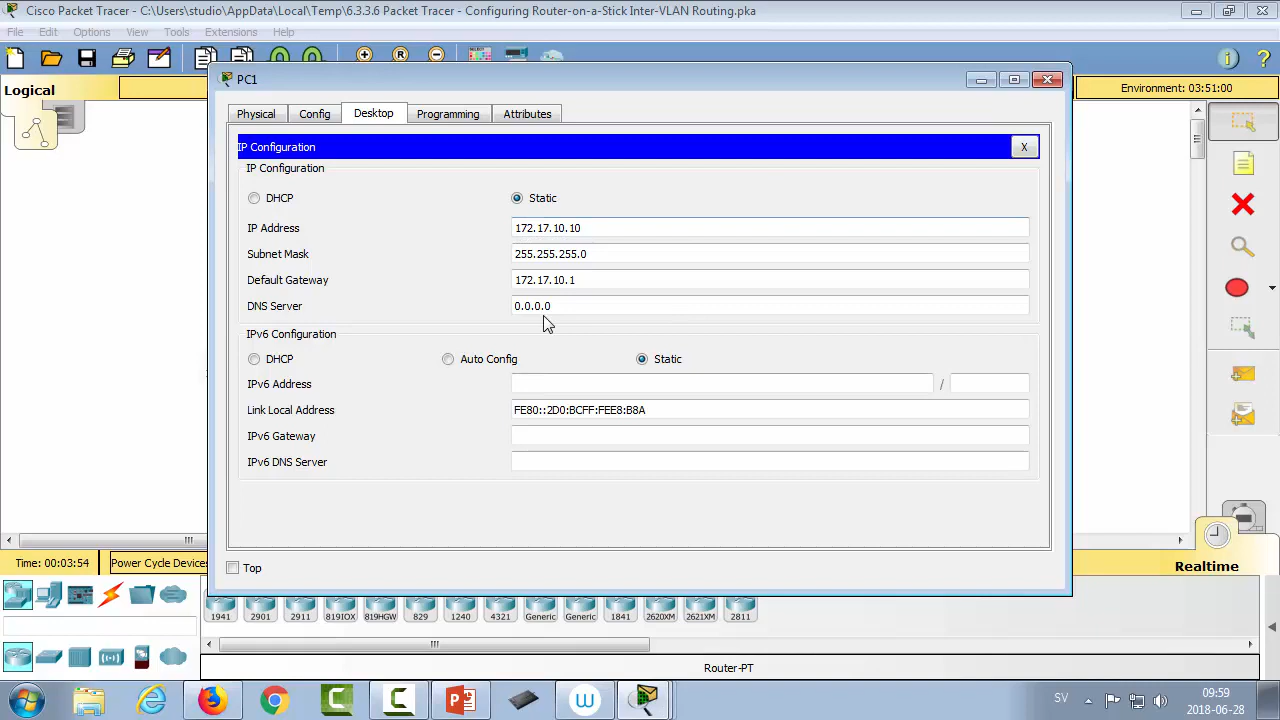 Cisco Packet Tracer - C:\Users\studio\AppData\Local\Temp\6.3.3.6 Packet Tracer - Configuring Router-on-a-Stick Inter-VLAN Routing.pka
File Edit Options View Tools Extensions Help
R
i ?
Logical
Environment: 03:51:00
PC1
Physical Config Desktop Programming Attributes
IP Configuration X
IP Configuration
DHCP Static
IP Address 172.17.10.10
Subnet Mask 255.255.255.0
Default Gateway 172.17.10.1
DNS Server 0.0.0.0
IPv6 Configuration
DHCP Auto Config Static
IPv6 Address /
Link Local Address FE80::2D0:BCFF:FEE8:B8A
IPv6 Gateway
IPv6 DNS Server
Top
Time: 00:03:54 Power Cycle Devices
Realtime
1941 2901 2911 819IOX 819HGW 829 1240 4321 Generic Generic 1841 2620XM 2621XM 2811
Router-PT
SV
09:59
2018-06-28